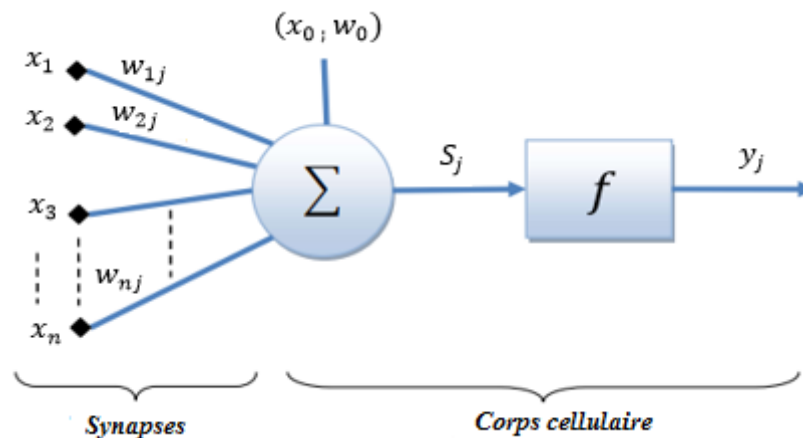 (x₀ ; w₀)
x₁
w₁ⱼ
x₂
w₂ⱼ
x₃
wₙⱼ
xₙ
∑
Sⱼ
f
yⱼ
Synapses
Corps cellulaire